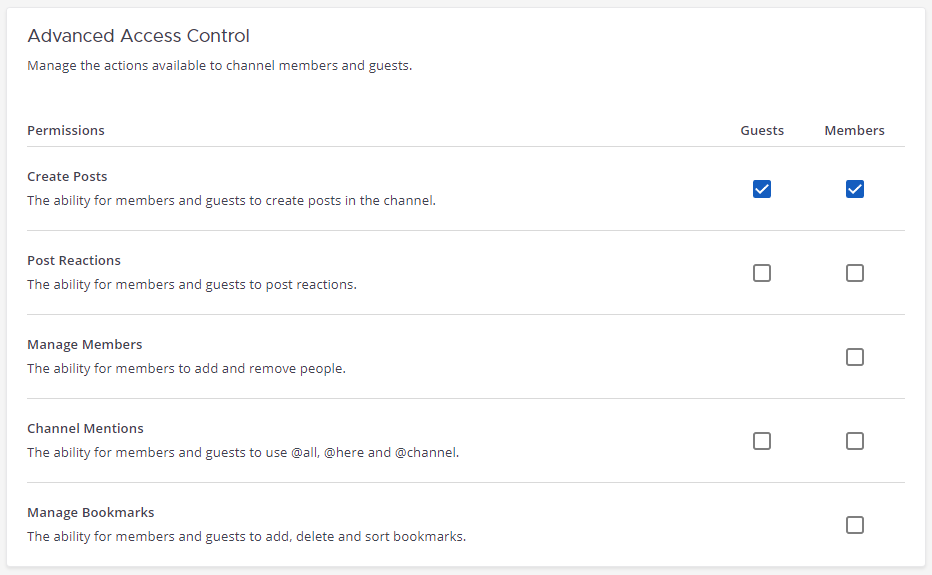 Advanced Access Control
Manage the actions available to channel members and guests.
Permissions Guests Members
Create Posts
The ability for members and guests to create posts in the channel.
Post Reactions
The ability for members and guests to post reactions.
Manage Members
The ability for members to add and remove people.
Channel Mentions
The ability for members and guests to use @all, @here and @channel.
Manage Bookmarks
The ability for members and guests to add, delete and sort bookmarks.